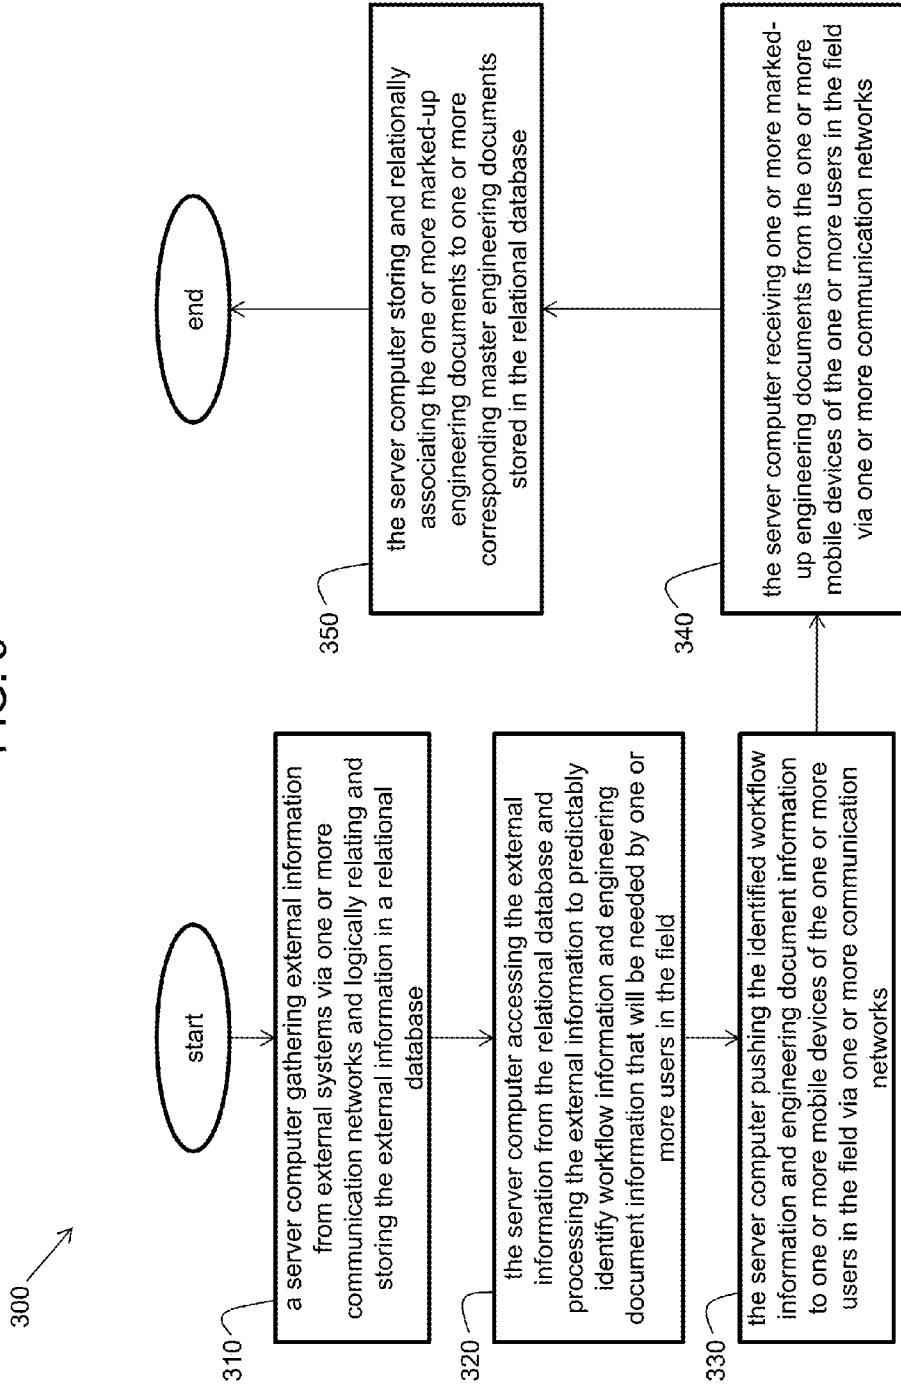 300
start
310
a server computer gathering external information
from external systems via one or more
communication networks and logically relating and
storing the external information in a relational
database
320
the server computer accessing the external
information from the relational database and
processing the external information to predictably
identify workflow information and engineering
document information that will be needed by one or
more users in the field
330
the server computer pushing the identified workflow
information and engineering document information
to one or more mobile devices of the one or more
users in the field via one or more communication
networks
340
the server computer receiving one or more marked-
up engineering documents from the one or more
mobile devices of the one or more users in the field
via one or more communication networks
350
the server computer storing and relationally
associating the one or more marked-up
engineering documents to one or more
corresponding master engineering documents
stored in the relational database
end